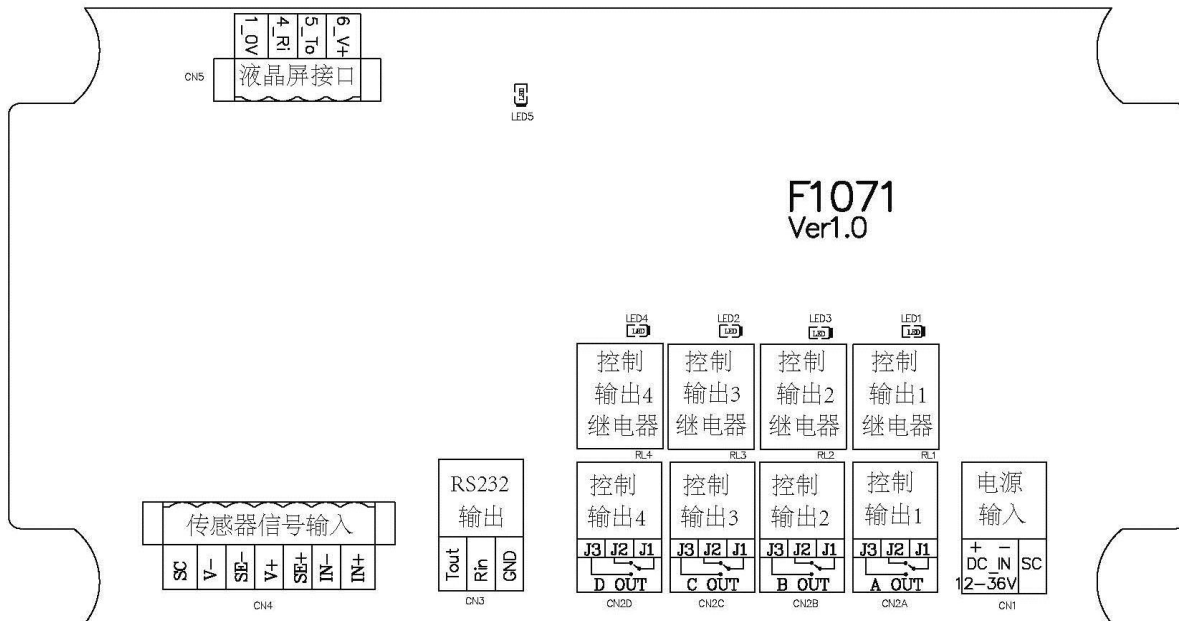 1_0V
4_Ri
5_To
6_V+
CN5
液晶屏接口
LED
LED5
F1071
Ver1.0
LED4
LED2
LED3
LED1
LED
LED
LED
LED
控制
输出4
继电器
控制
输出3
继电器
控制
输出2
继电器
控制
输出1
继电器
RL4
RL3
RL2
RL1
传感器信号输入
SC
V-
SE-
V+
SE+
IN-
IN+
CN4
RS232
输出
Tout
Rin
GND
CN3
控制
输出4
J3 J2 J1
D OUT
CN2D
控制
输出3
J3 J2 J1
C OUT
CN2C
控制
输出2
J3 J2 J1
B OUT
CN2B
控制
输出1
J3 J2 J1
A OUT
CN2A
电源
输入
+ -
DC_IN
12-36V
SC
CN1